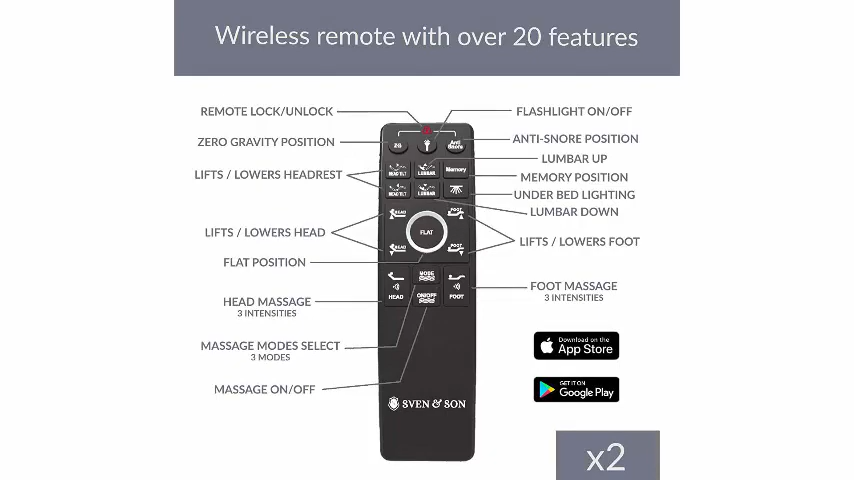 Wireless remote with over 20 features
REMOTE LOCK/UNLOCK
FLASHLIGHT ON/OFF
ZERO GRAVITY POSITION
ANTI-SNORE POSITION
LUMBAR UP
LIFTS / LOWERS HEADREST
MEMORY POSITION
UNDER BED LIGHTING
LUMBAR DOWN
LIFTS / LOWERS HEAD
LIFTS / LOWERS FOOT
FLAT POSITION
FOOT MASSAGE
3 INTENSITIES
HEAD MASSAGE
3 INTENSITIES
MASSAGE MODES SELECT
3 MODES
MASSAGE ON/OFF
Anti
Snore
HEAD TILT
LUMBAR
Memory
HEAD TILT
LUMBAR
HEAD
FOOT
FLAT
HEAD
FOOT
MODE
HEAD
ON/OFF
FOOT
SVEN & SON
Download on the
App Store
GET IT ON
Google Play
x2